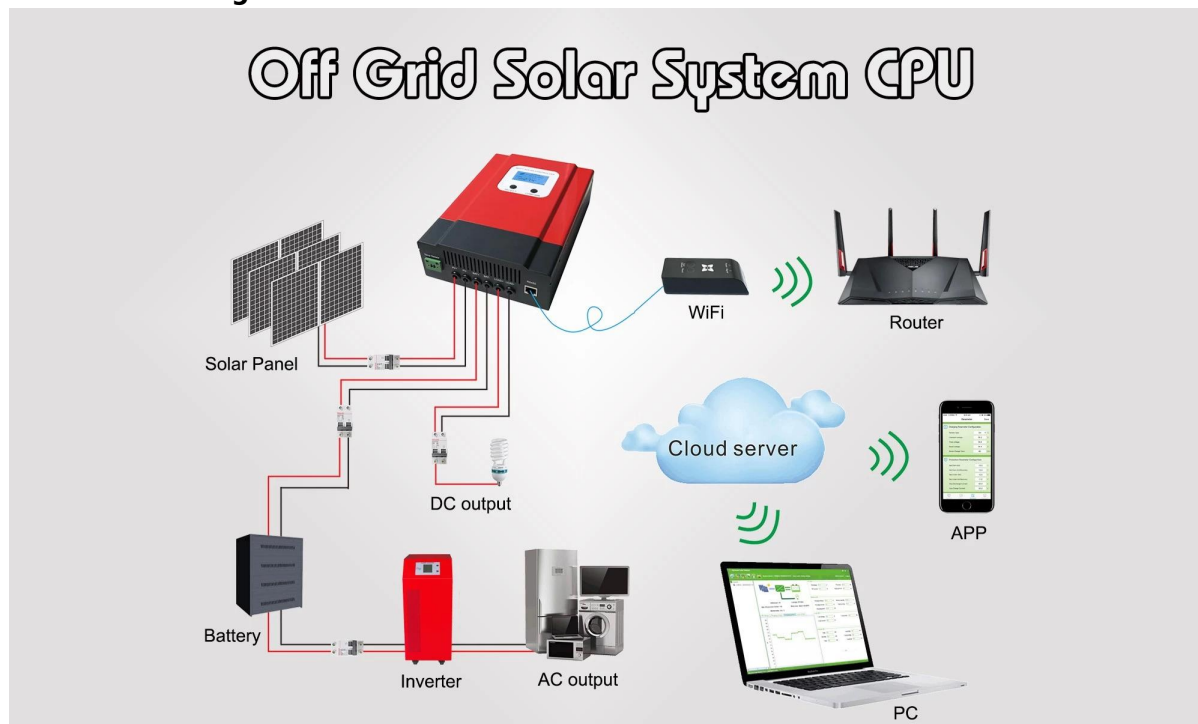 Off Grid Solar System CPU
WiFi
Router
Solar Panel
Cloud server
DC output
APP
Battery
Inverter
AC output
PC